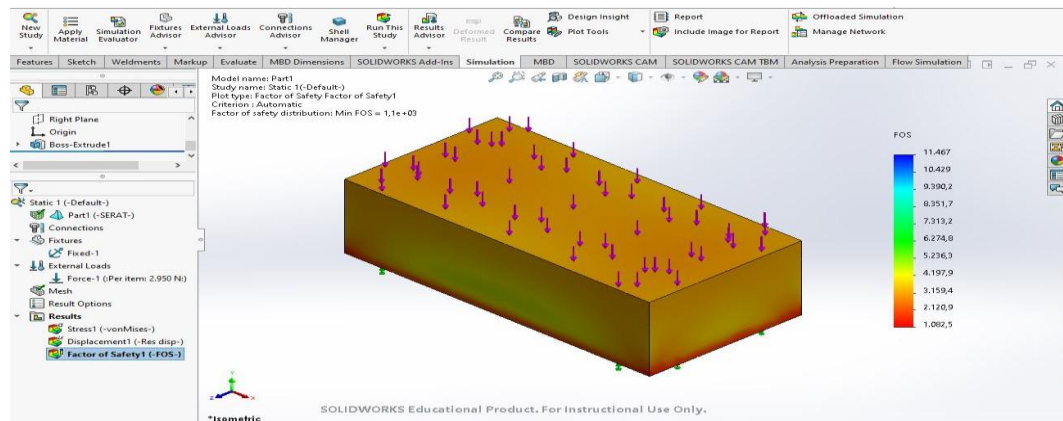 New Study
Apply Material
Simulation Evaluator
Fixtures Advisor
External Loads Advisor
Connections Advisor
Shell Manager
Run This Study
Results Advisor
Deformed Result
Compare Results
Design Insight
Plot Tools
Report
Include Image for Report
Offloaded Simulation
Manage Network
Features Sketch Weldments Markup Evaluate MBD Dimensions SOLIDWORKS Add-Ins Simulation MBD SOLIDWORKS CAM SOLIDWORKS CAM TBM Analysis Preparation Flow Simulation
Model name: Part1
Study name: Static 1(-Default-)
Plot type: Factor of Safety Factor of Safety1
Criterion : Automatic
Factor of safety distribution: Min FOS = 1,1e+03
Right Plane
Origin
Boss-Extrude1
Static 1 (-Default-)
Part1 (-SERAT-)
Connections
Fixtures
Fixed-1
External Loads
Force-1 (:Per item: 2.950 N:)
Mesh
Result Options
Results
Stress1 (-vonMises-)
Displacement1 (-Res disp-)
Factor of Safety1 (-FOS-)
FOS
11.467
10.429
9.390,2
8.351,7
7.313,2
6.274,8
5.236,3
4.197,9
3.159,4
2.120,9
1.082,5
Y
X
*Isometric
SOLIDWORKS Educational Product. For Instructional Use Only.